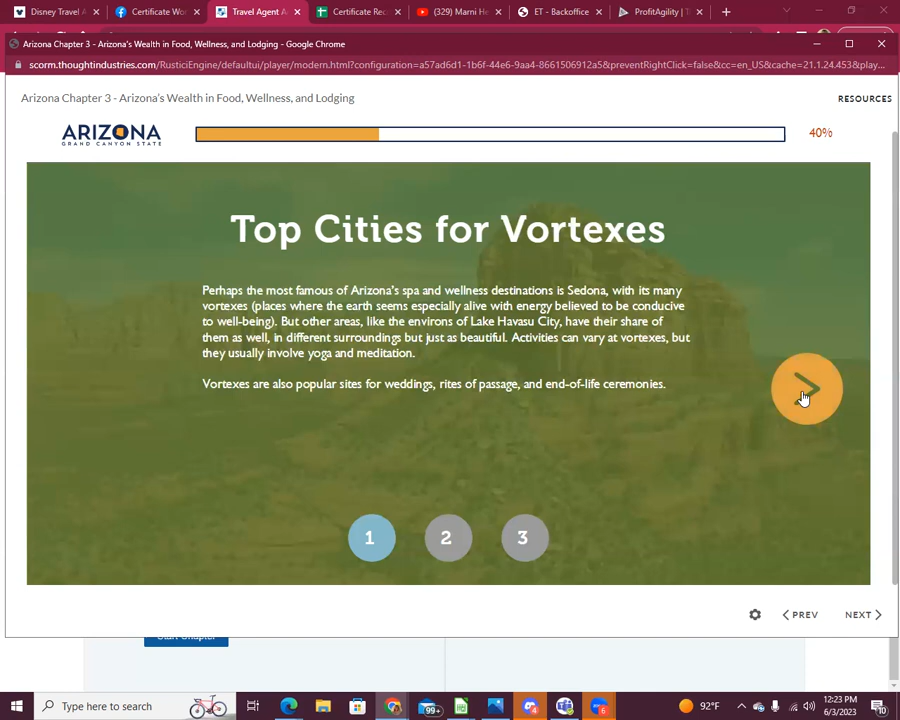 Disney Travel A
Certificate Wo
Travel Agent A
Certificate Rec
(329) Marni He
ET - Backoffice
ProfitAgility | T
Arizona Chapter 3 - Arizona's Wealth in Food, Wellness, and Lodging - Google Chrome
scorm.thoughtindustries.com/RusticiEngine/defaultui/player/modern.html?configuration=a57ad6d1-1b6f-44e6-9aa4-8661506912a5&preventRightClick=false&cc=en_US&cache=21.1.24.453&play...
Arizona Chapter 3 - Arizona's Wealth in Food, Wellness, and Lodging
RESOURCES
ARIZONA
GRAND CANYON STATE
40%
Top Cities for Vortexes
Perhaps the most famous of Arizona's spa and wellness destinations is Sedona, with its many
vortexes (places where the earth seems especially alive with energy believed to be conducive
to well-being). But other areas, like the environs of Lake Havasu City, have their share of
them as well, in different surroundings but just as beautiful. Activities can vary at vortexes, but
they usually involve yoga and meditation.
Vortexes are also popular sites for weddings, rites of passage, and end-of-life ceremonies.
1 2 3
PREV NEXT
Start Chapter
Type here to search
99+
4
6
92°F
12:23 PM
6/3/2023
10